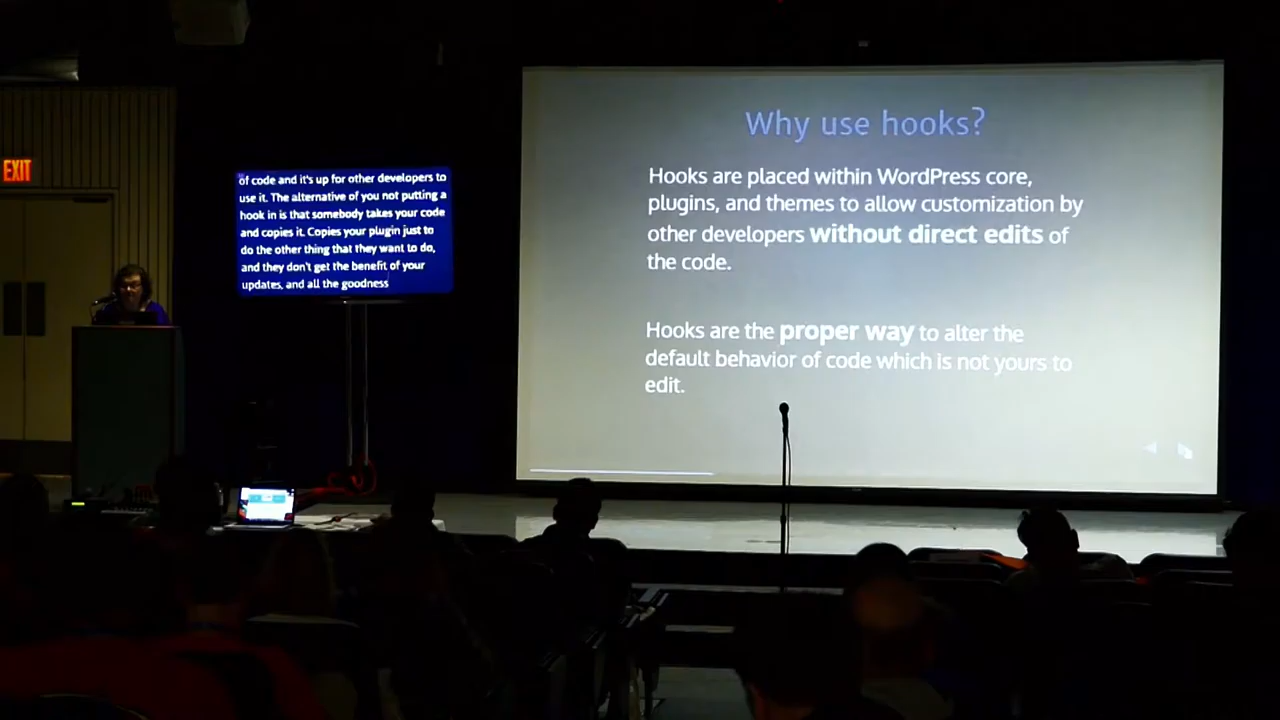 EXIT
of code and it's up for other developers to
use it. The alternative of you not putting a
hook in is that somebody takes your code
and copies it. Copies your plugin just to
do the other thing that they want to do,
and they don't get the benefit of your
updates, and all the goodness
Why use hooks?
Hooks are placed within WordPress core,
plugins, and themes to allow customization by
other developers without direct edits of
the code.
Hooks are the proper way to alter the
default behavior of code which is not yours to
edit.